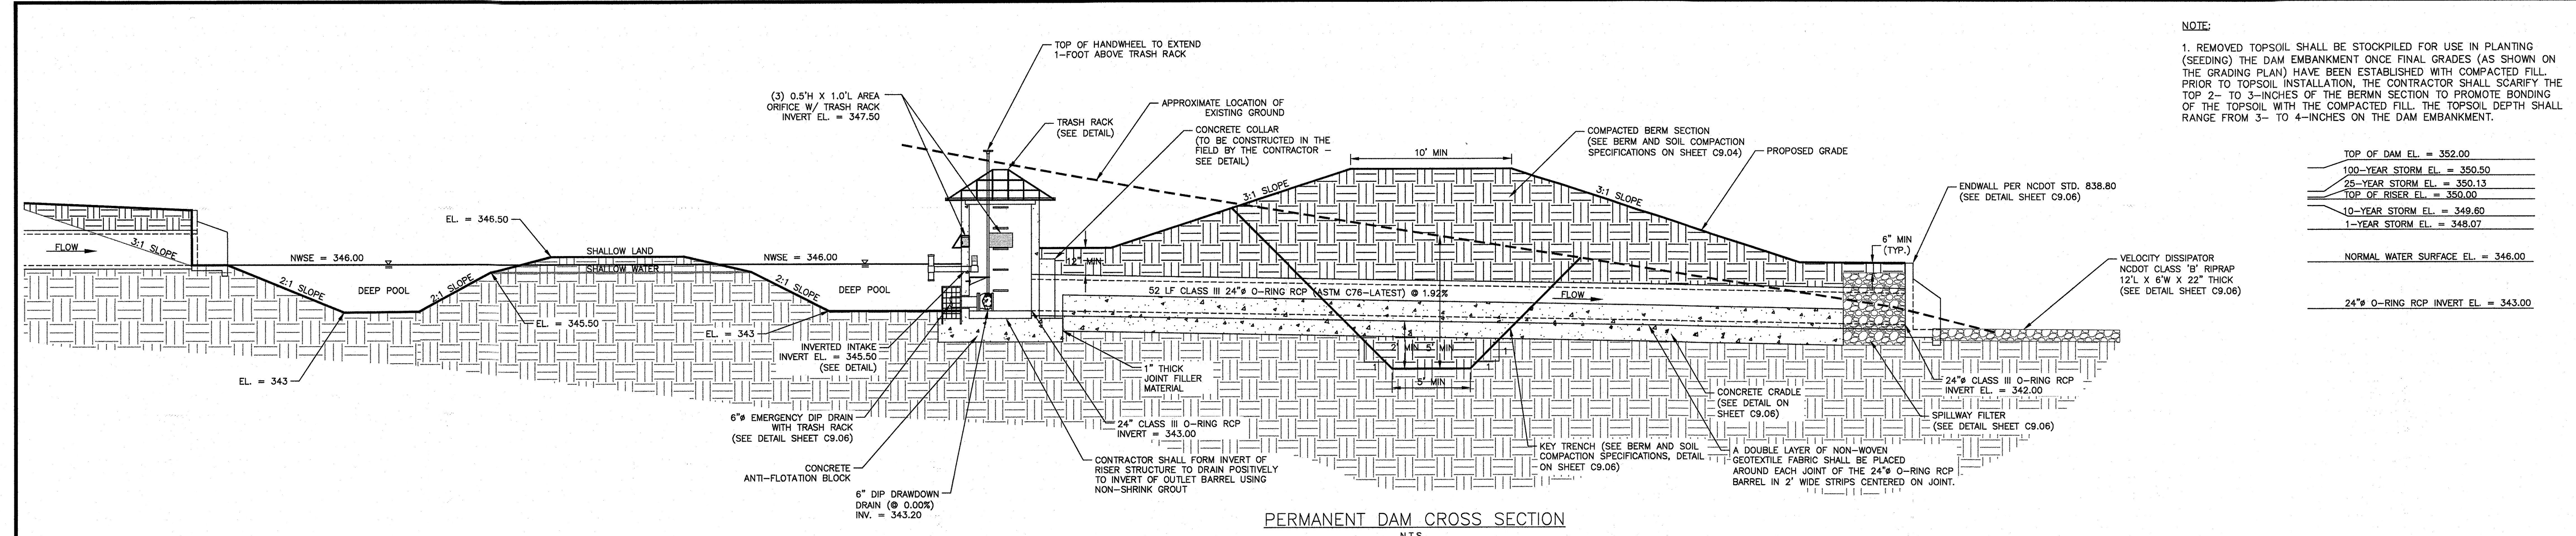 NOTE:
1. REMOVED TOPSOIL SHALL BE STOCKPILED FOR USE IN PLANTING
(SEEDING) THE DAM EMBANKMENT ONCE FINAL GRADES (AS SHOWN ON
THE GRADING PLAN) HAVE BEEN ESTABLISHED WITH COMPACTED FILL.
PRIOR TO TOPSOIL INSTALLATION, THE CONTRACTOR SHALL SCARIFY THE
TOP 2- TO 3-INCHES OF THE BERMN SECTION TO PROMOTE BONDING
OF THE TOPSOIL WITH THE COMPACTED FILL. THE TOPSOIL DEPTH SHALL
RANGE FROM 3- TO 4-INCHES ON THE DAM EMBANKMENT.
TOP OF HANDWHEEL TO EXTEND
1-FOOT ABOVE TRASH RACK
(3) 0.5'H X 1.0'L AREA
ORIFICE W/ TRASH RACK
INVERT EL. = 347.50
APPROXIMATE LOCATION OF
EXISTING GROUND
TRASH RACK
(SEE DETAIL)
CONCRETE COLLAR
(TO BE CONSTRUCTED IN THE
FIELD BY THE CONTRACTOR -
SEE DETAIL)
10' MIN
COMPACTED BERM SECTION
(SEE BERM AND SOIL COMPACTION
SPECIFICATIONS ON SHEET C9.04)
PROPOSED GRADE
3:1 SLOPE
3:1 SLOPE
ENDWALL PER NCDOT STD. 838.80
(SEE DETAIL SHEET C9.06)
6" MIN
(TYP.)
VELOCITY DISSIPATOR
NCDOT CLASS 'B' RIPRAP
12'L X 6'W X 22" THICK
(SEE DETAIL SHEET C9.06)
TOP OF DAM EL. = 352.00
100-YEAR STORM EL. = 350.50
25-YEAR STORM EL. = 350.13
TOP OF RISER EL. = 350.00
10-YEAR STORM EL. = 349.60
1-YEAR STORM EL. = 348.07
NORMAL WATER SURFACE EL. = 346.00
24"ø O-RING RCP INVERT EL. = 343.00
FLOW
3:1 SLOPE
NWSE = 346.00
EL. = 346.50
SHALLOW LAND
SHALLOW WATER
NWSE = 346.00
2:1 SLOPE
DEEP POOL
2:1 SLOPE
2:1 SLOPE
DEEP POOL
EL. = 345.50
EL. = 343
EL. = 343
12" MIN
52 LF CLASS III 24"ø O-RING RCP (ASTM C76-LATEST) @ 1.92%
FLOW
INVERTED INTAKE
INVERT EL. = 345.50
(SEE DETAIL)
6"ø EMERGENCY DIP DRAIN
WITH TRASH RACK
(SEE DETAIL SHEET C9.06)
CONCRETE
ANTI-FLOTATION BLOCK
6" DIP DRAWDOWN
DRAIN (@ 0.00%)
INV. = 343.20
1" THICK
JOINT FILLER
MATERIAL
24" CLASS III O-RING RCP
INVERT = 343.00
CONTRACTOR SHALL FORM INVERT OF
RISER STRUCTURE TO DRAIN POSITIVELY
TO INVERT OF OUTLET BARREL USING
NON-SHRINK GROUT
2' MIN
5' MIN
1
1
1
5' MIN
KEY TRENCH (SEE BERM AND SOIL
COMPACTION SPECIFICATIONS, DETAIL
ON SHEET C9.06)
CONCRETE CRADLE
(SEE DETAIL ON
SHEET C9.06)
A DOUBLE LAYER OF NON-WOVEN
GEOTEXTILE FABRIC SHALL BE PLACED
AROUND EACH JOINT OF THE 24"ø O-RING RCP
BARREL IN 2' WIDE STRIPS CENTERED ON JOINT.
24"ø CLASS III O-RING RCP
INVERT EL. = 342.00
SPILLWAY FILTER
(SEE DETAIL SHEET C9.06)
PERMANENT DAM CROSS SECTION
N.T.S.